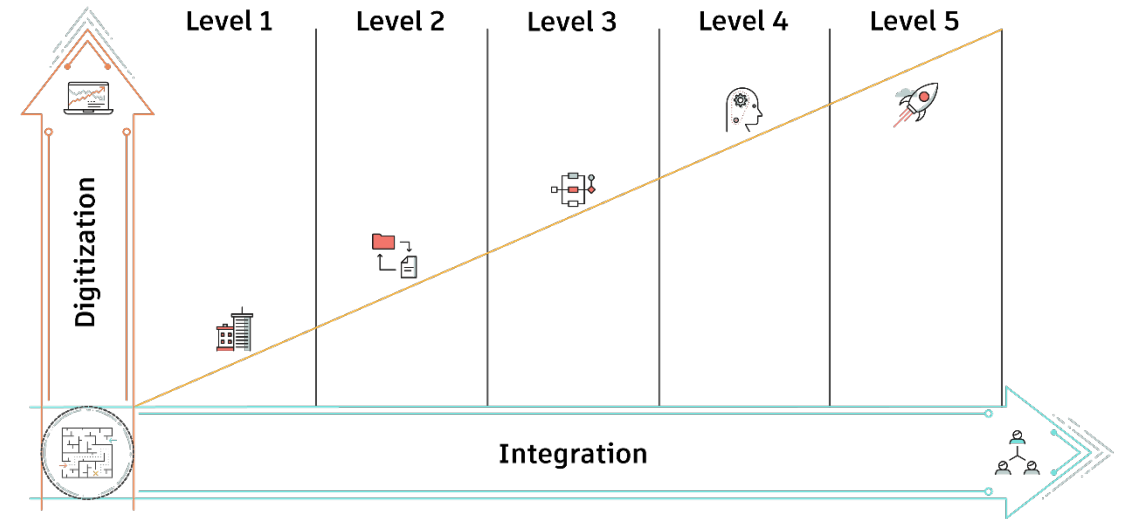 Level 1
Level 2
Level 3
Level 4
Level 5
Digitization
Integration